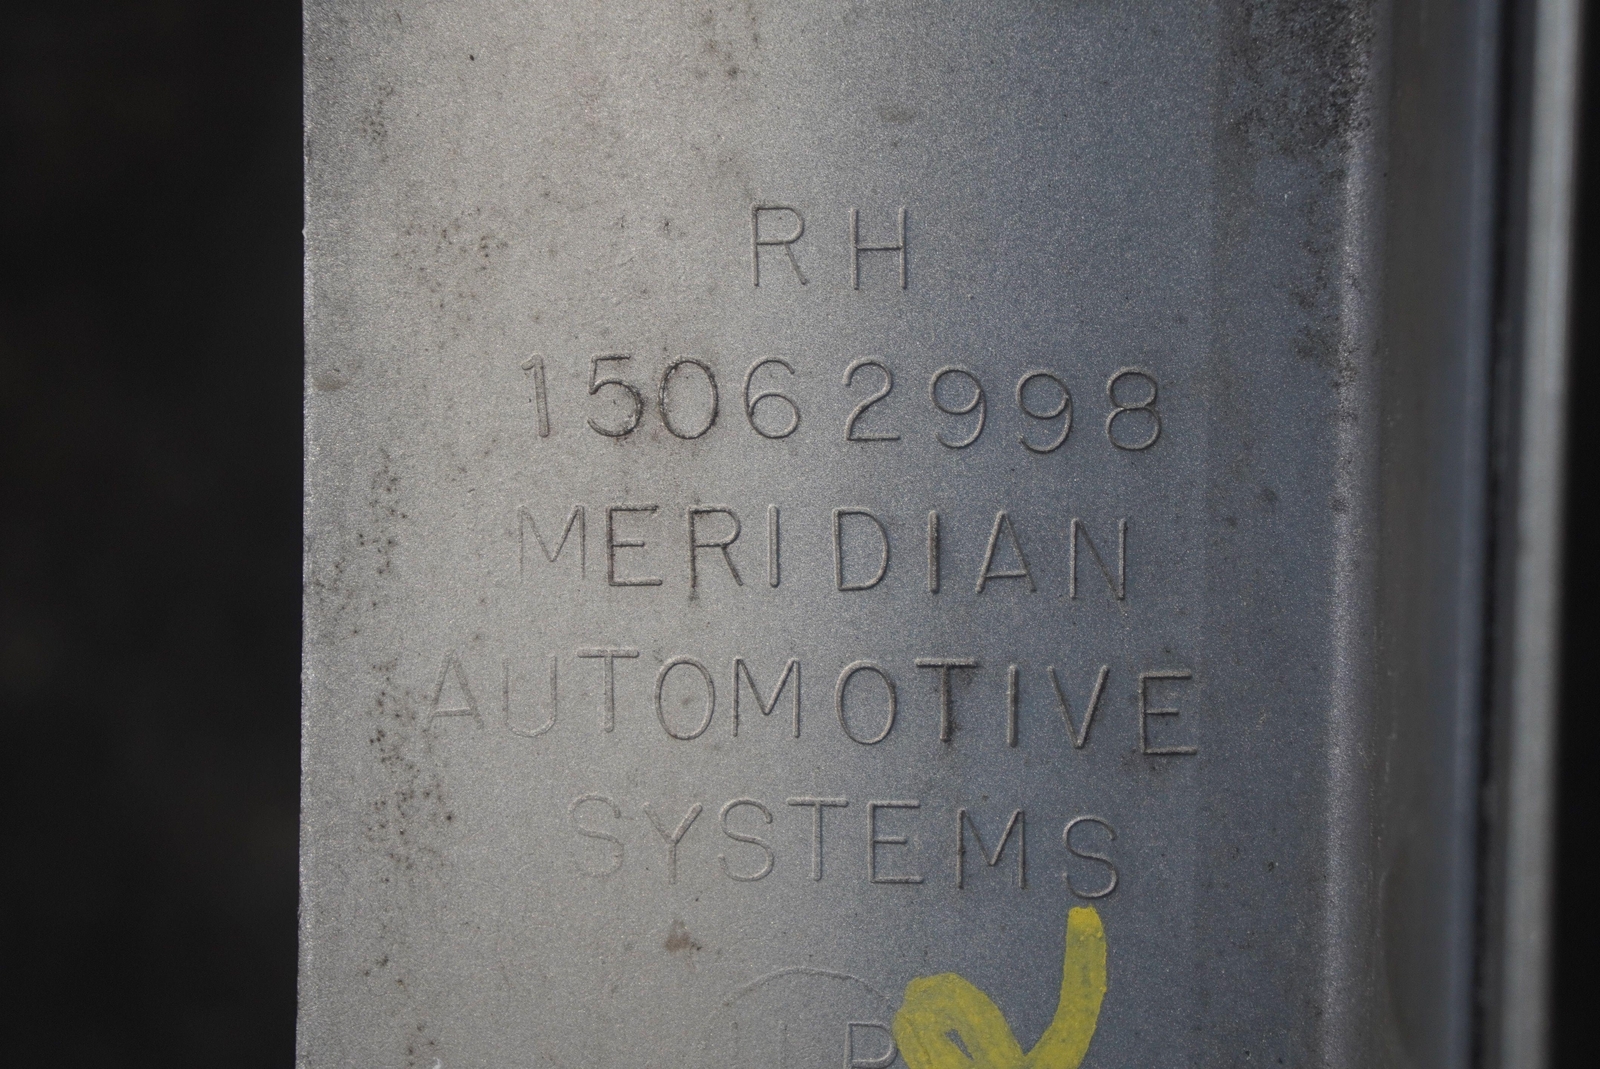 RH
15062998
MERIDIAN
AUTOMOTIVE
SYSTEMS